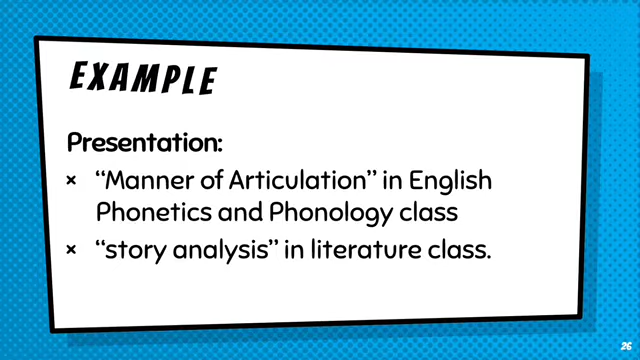 EXAMPLE
Presentation:
× “Manner of Articulation” in English
Phonetics and Phonology class
× “story analysis” in literature class.
26